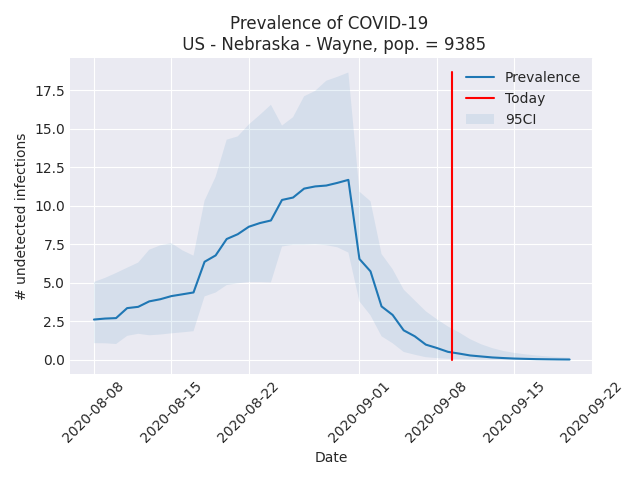 Prevalence of COVID-19
US - Nebraska - Wayne, pop. = 9385
Prevalence
Today
95CI
17.5
15.0
12.5
10.0
7.5
5.0
2.5
0.0
# undetected infections
2020-08-08
2020-08-15
2020-08-22
2020-09-01
2020-09-08
2020-09-15
2020-09-22
Date